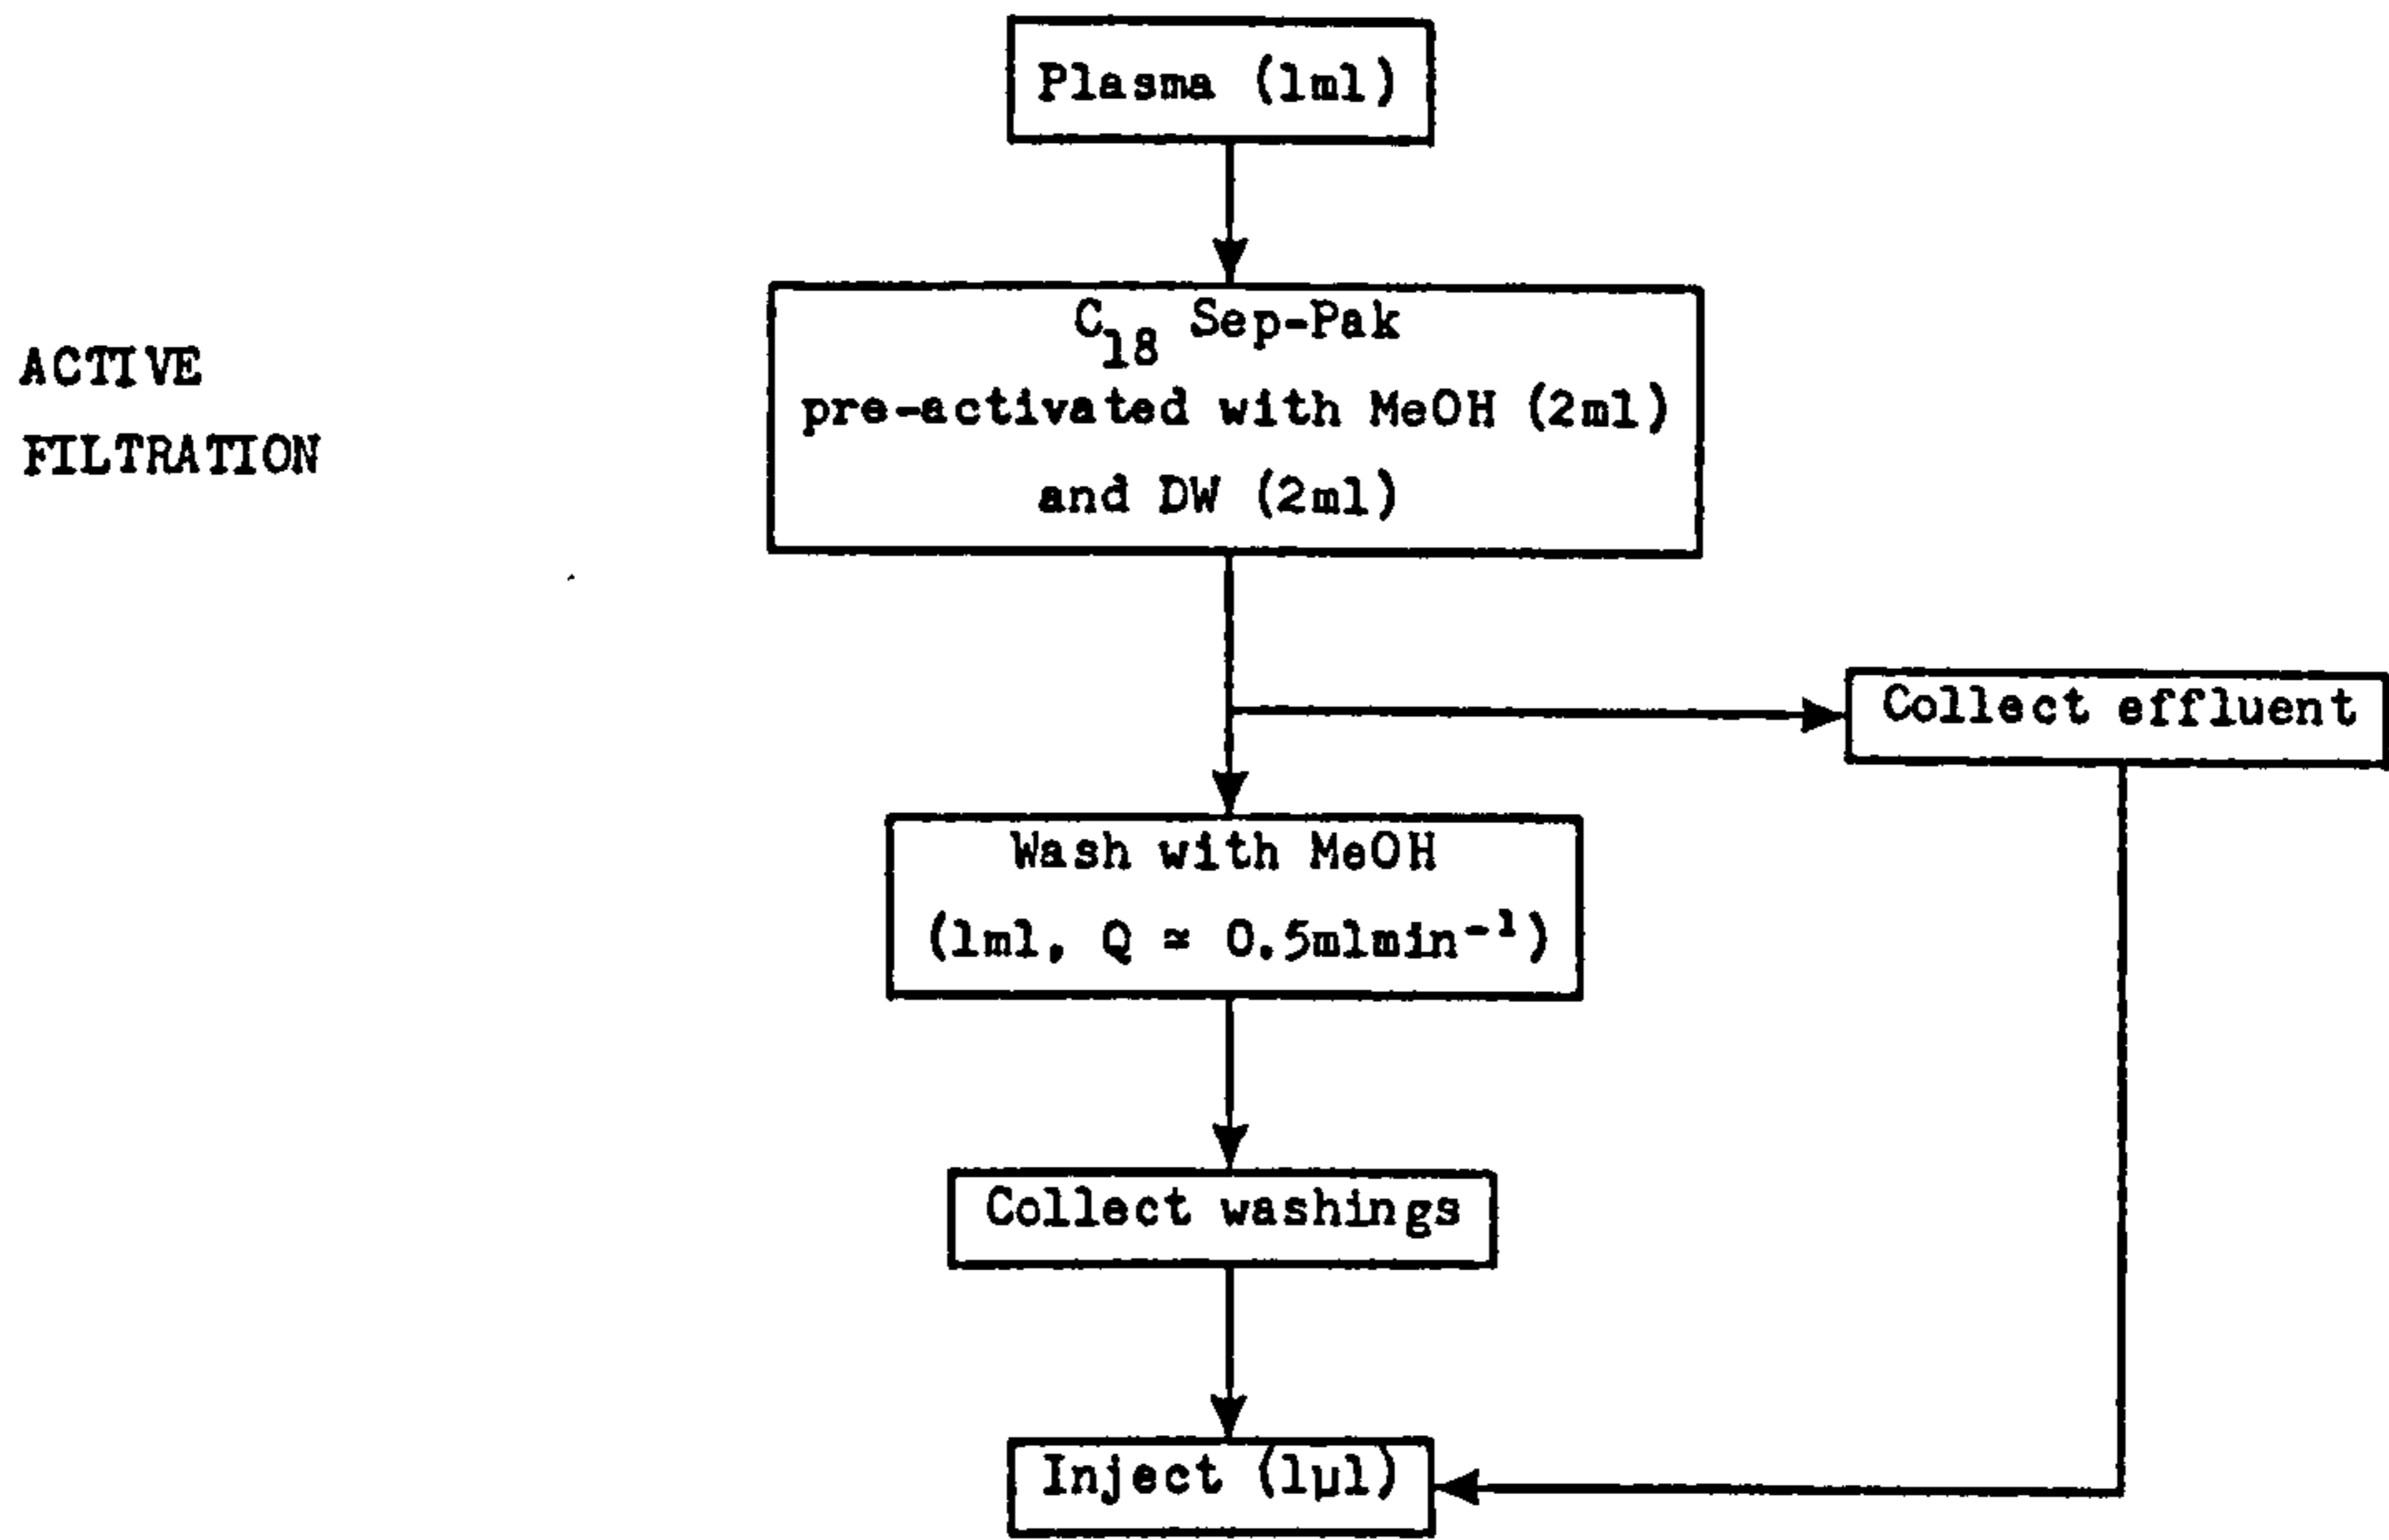 Plasma (1ml)
ACTIVE
FILTRATION
C₁₈ Sep-Pak
pre-activated with MeOH (2ml)
and DW (2ml)
Collect effluent
Wash with MeOH
(1ml, Q ≃ 0.5mlmin⁻¹)
Collect washings
Inject (1µl)